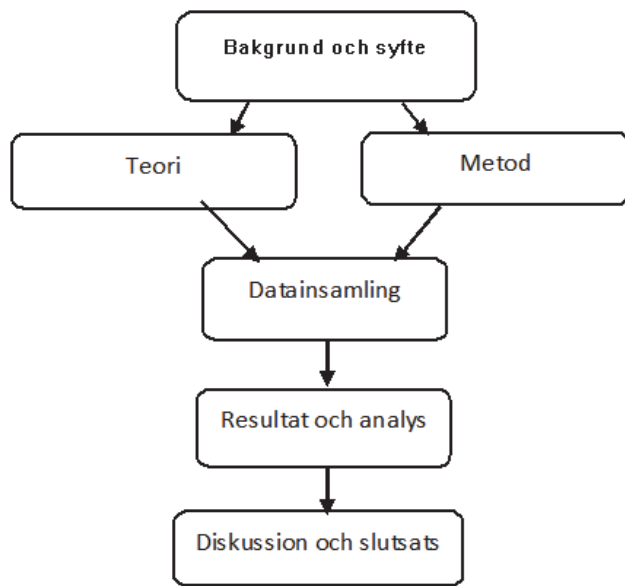 Bakgrund och syfte
Teori
Metod
Datainsamling
Resultat och analys
Diskussion och slutsats